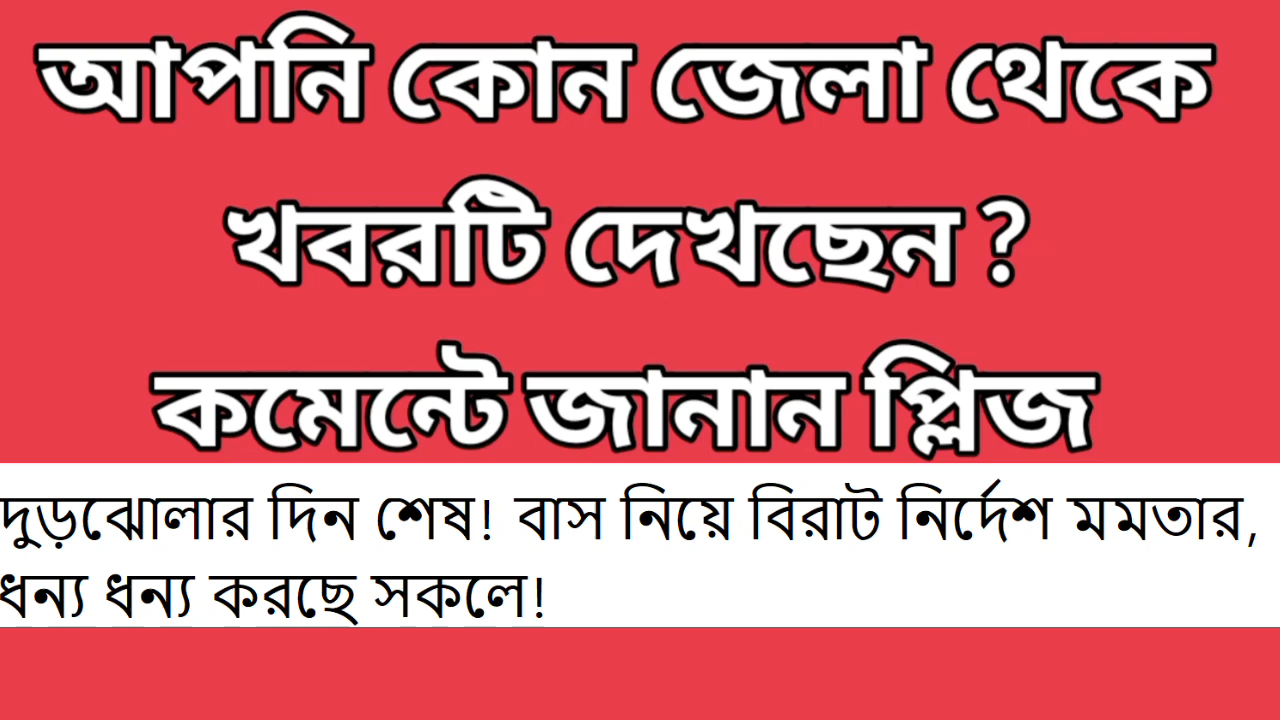 আপনি কোন জেলা থেকে
খবরটি দেখছেন ?
কমেন্টে জানান প্লিজ
দুড়ঝোলার দিন শেষ! বাস নিয়ে বিরাট নির্দেশ মমতার,
ধন্য ধন্য করছে সকলে!